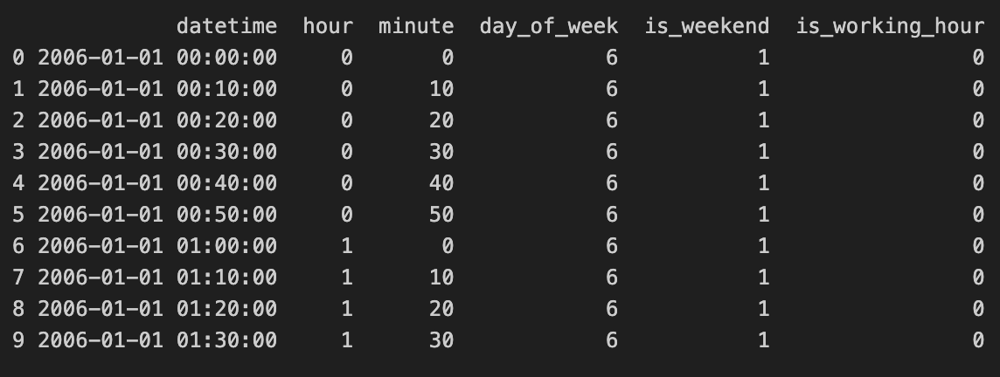 datetime hour minute day_of_week is_weekend is_working_hour
0 2006-01-01 00:00:00 0 0 6 1 0
1 2006-01-01 00:10:00 0 10 6 1 0
2 2006-01-01 00:20:00 0 20 6 1 0
3 2006-01-01 00:30:00 0 30 6 1 0
4 2006-01-01 00:40:00 0 40 6 1 0
5 2006-01-01 00:50:00 0 50 6 1 0
6 2006-01-01 01:00:00 1 0 6 1 0
7 2006-01-01 01:10:00 1 10 6 1 0
8 2006-01-01 01:20:00 1 20 6 1 0
9 2006-01-01 01:30:00 1 30 6 1 0